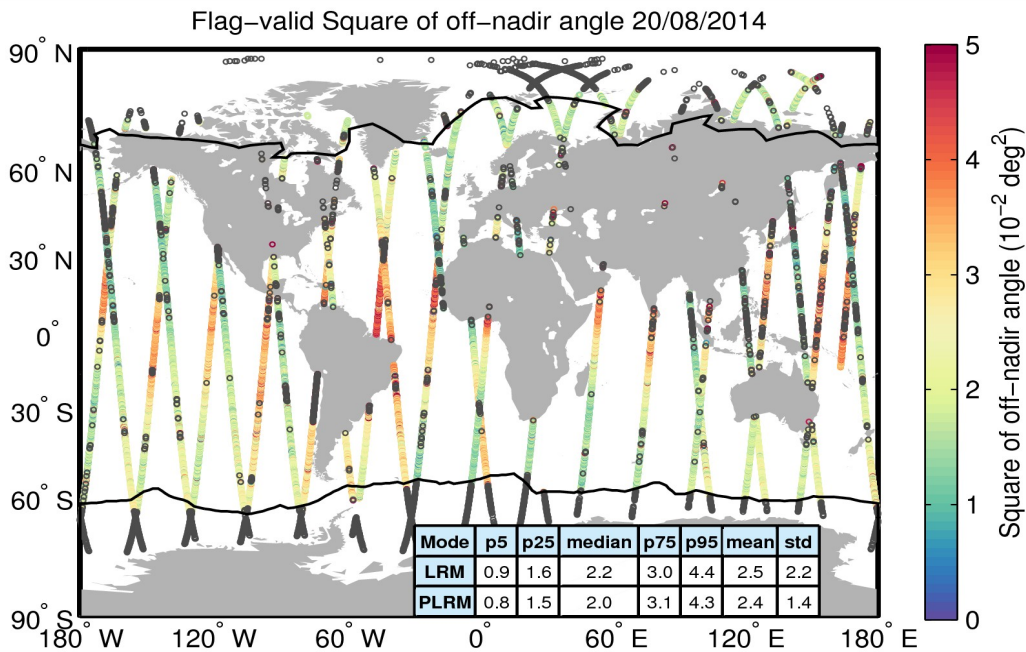 Flag−valid Square of off−nadir angle 20/08/2014
90° N
60° N
30° N
0°
30° S
60° S
90° S
180° W
120° W
60° W
0°
60° E
120° E
180° E
Mode p5 p25 median p75 p95 mean std
LRM 0.9 1.6 2.2 3.0 4.4 2.5 2.2
PLRM 0.8 1.5 2.0 3.1 4.3 2.4 1.4
5
4
3
2
1
0
Square of off−nadir angle (10⁻² deg²)